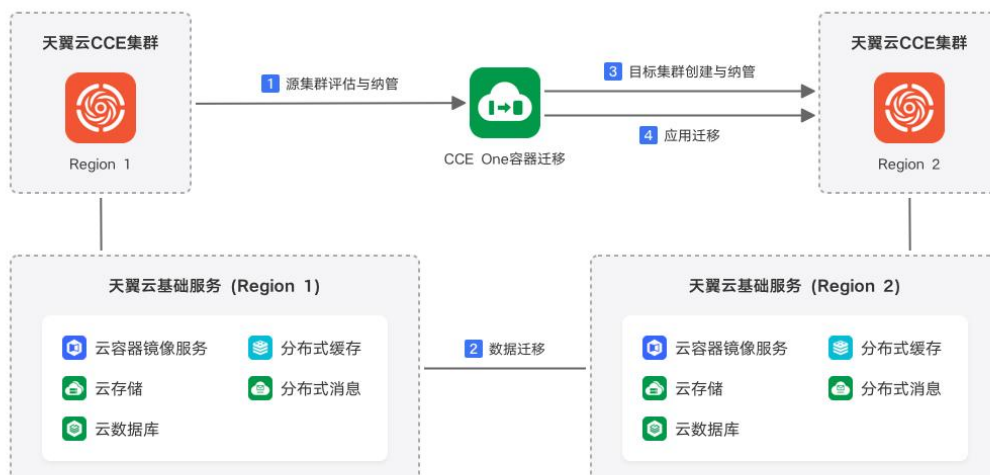 天翼云CCE集群
Region 1
1 源集群评估与纳管
CCE One容器迁移
3 目标集群创建与纳管
4 应用迁移
天翼云CCE集群
Region 2
天翼云基础服务 (Region 1)
云容器镜像服务
分布式缓存
云存储
分布式消息
云数据库
2 数据迁移
天翼云基础服务 (Region 2)
云容器镜像服务
分布式缓存
云存储
分布式消息
云数据库